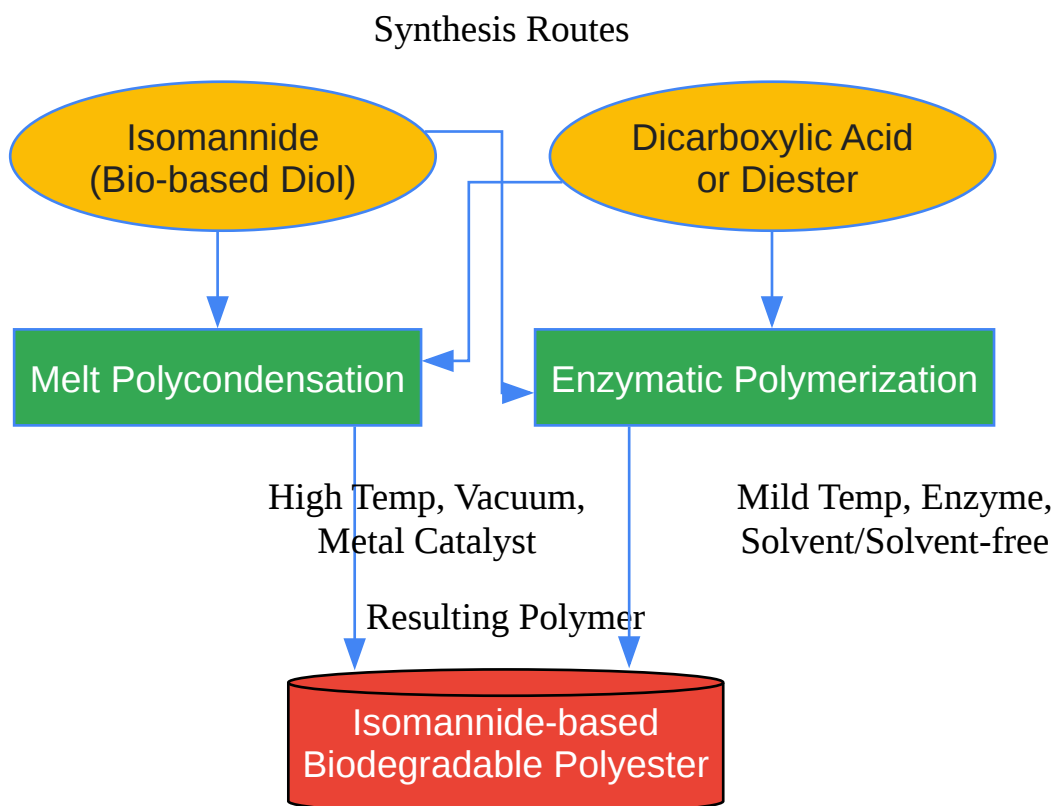 Synthesis Routes
Isomannide
(Bio-based Diol)
Dicarboxylic Acid
or Diester
Melt Polycondensation
Enzymatic Polymerization
High Temp, Vacuum,
Metal Catalyst
Mild Temp, Enzyme,
Solvent/Solvent-free
Resulting Polymer
Isomannide-based
Biodegradable Polyester